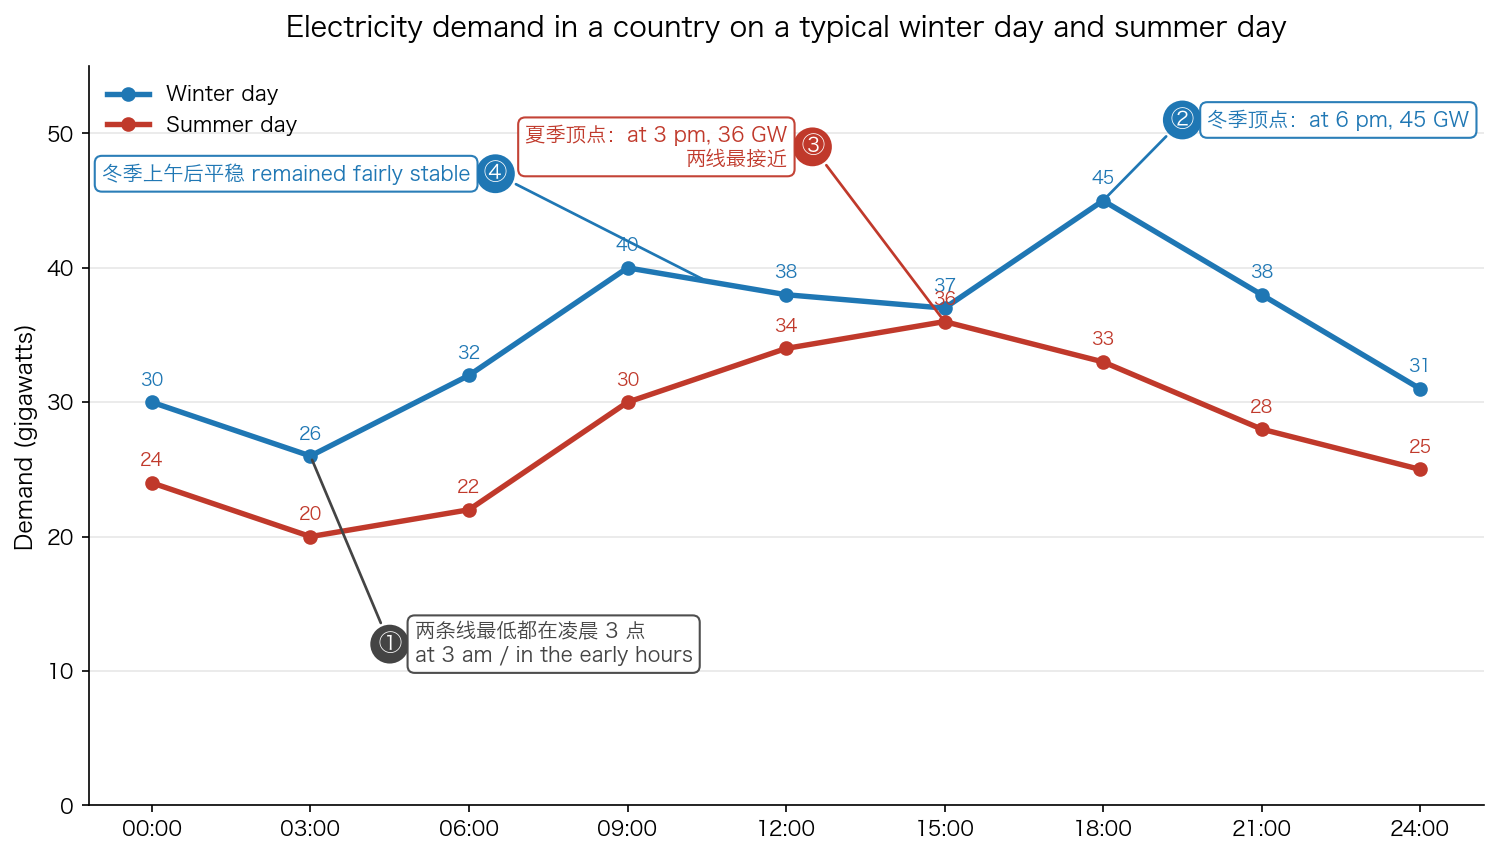 Electricity demand in a country on a typical winter day and summer day
Winter day
Summer day
冬季上午后平稳 remained fairly stable ④
夏季顶点：at 3 pm, 36 GW
两线最接近
③
② 冬季顶点：at 6 pm, 45 GW
① 两条线最低都在凌晨 3 点
at 3 am / in the early hours
Demand (gigawatts)
50
40
30
20
10
0
30 26 32 40 38 37 45 38 31
24 20 22 30 34 36 33 28 25
00:00 03:00 06:00 09:00 12:00 15:00 18:00 21:00 24:00